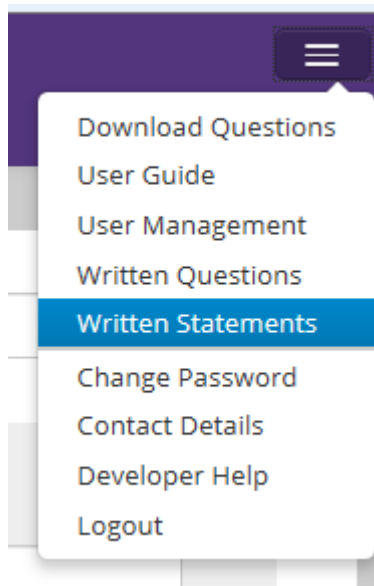 Download Questions
User Guide
User Management
Written Questions
Written Statements
Change Password
Contact Details
Developer Help
Logout